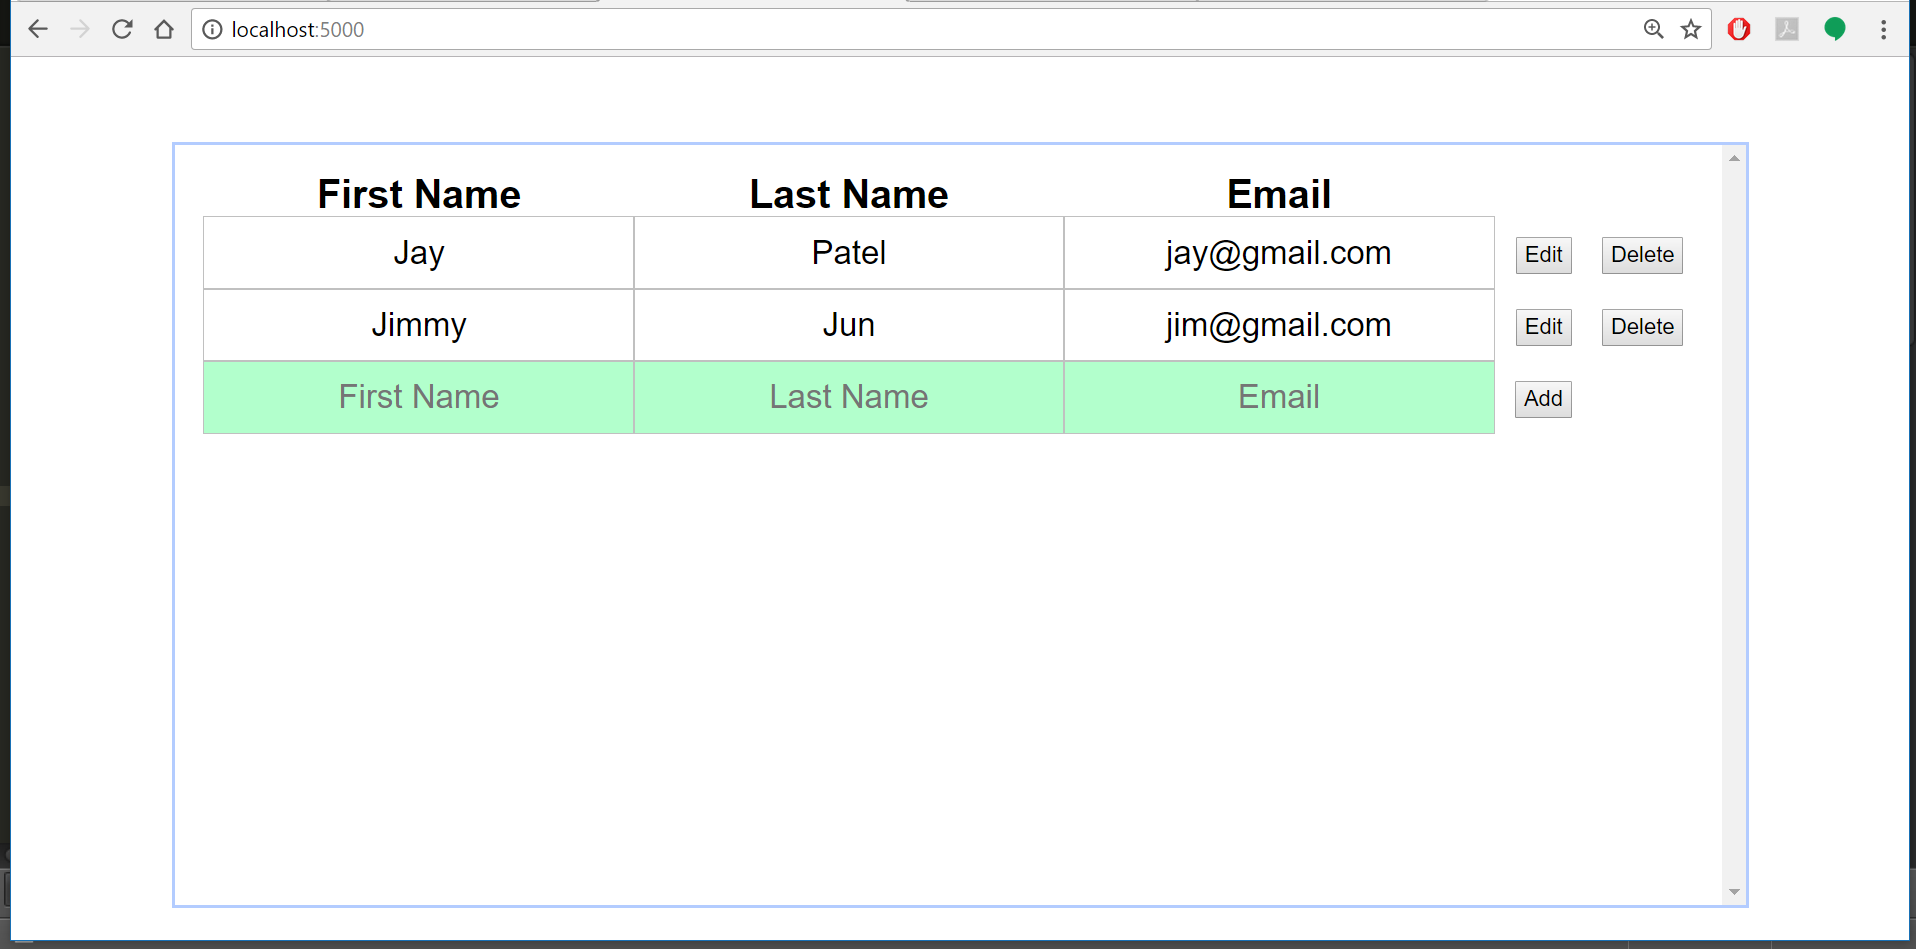 localhost:5000
First Name Last Name Email
Jay Patel jay@gmail.com Edit Delete
Jimmy Jun jim@gmail.com Edit Delete
First Name Last Name Email Add